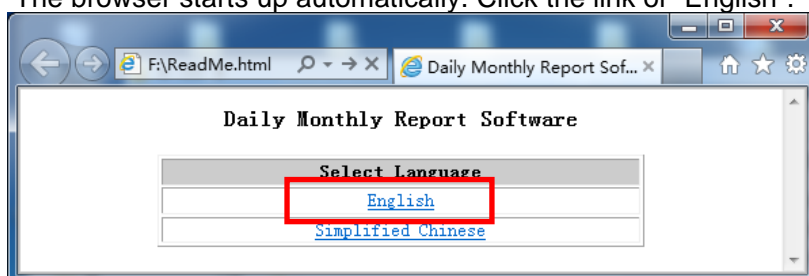 The browser starts up automatically. Click the link of "English".
F:\ReadMe.html
Daily Monthly Report Sof...
Daily Monthly Report Software
Select Language
English
Simplified Chinese